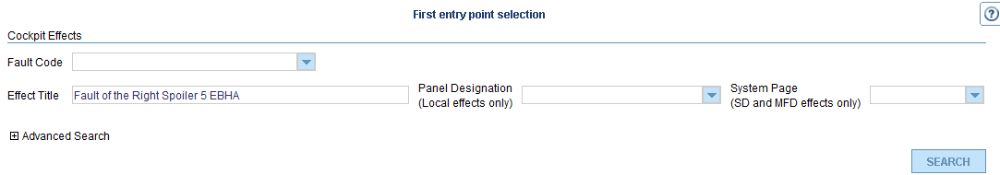 First entry point selection
?
Cockpit Effects
Fault Code
Effect Title Fault of the Right Spoiler 5 EBHA Panel Designation System Page
(Local effects only) (SD and MFD effects only)
Advanced Search
SEARCH